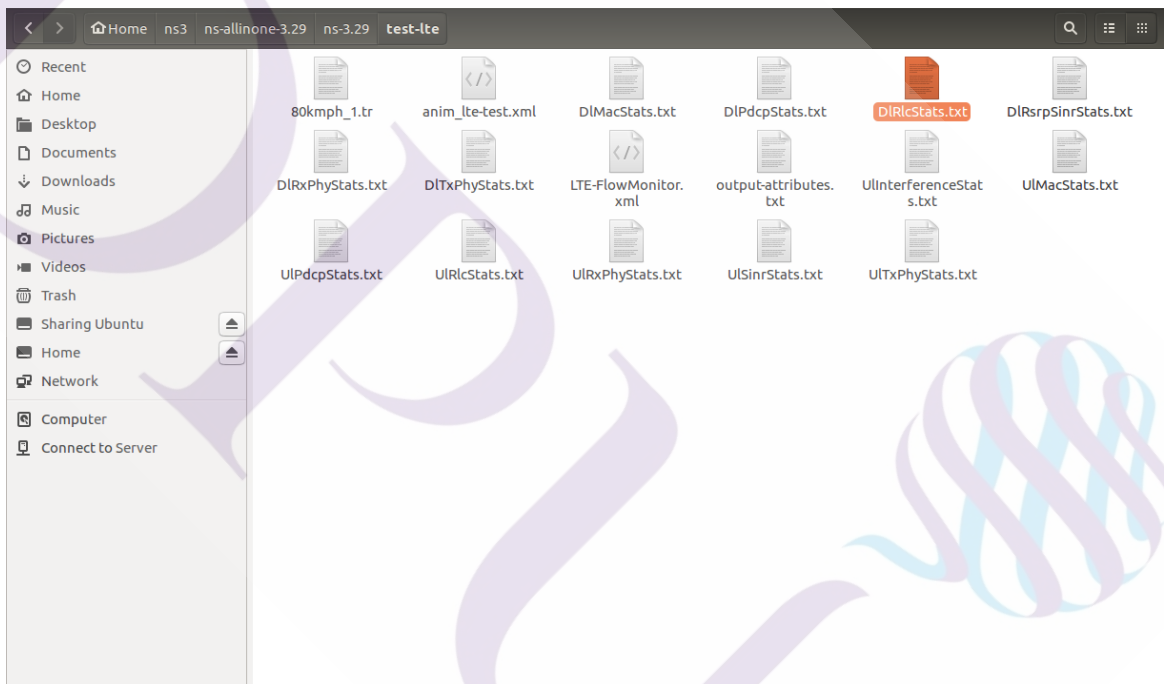 Home ns3 ns-allinone-3.29 ns-3.29 test-lte
Recent
Home
Desktop
Documents
Downloads
Music
Pictures
Videos
Trash
Sharing Ubuntu
Home
Network
Computer
Connect to Server
80kmph_1.tr anim_lte-test.xml DlMacStats.txt DlPdcpStats.txt DlRlcStats.txt DlRsrpSinrStats.txt
DlRxPhyStats.txt DlTxPhyStats.txt LTE-FlowMonitor. output-attributes. UlInterferenceStat UlMacStats.txt
xml txt s.txt
UlPdcpStats.txt UlRlcStats.txt UlRxPhyStats.txt UlSinrStats.txt UlTxPhyStats.txt